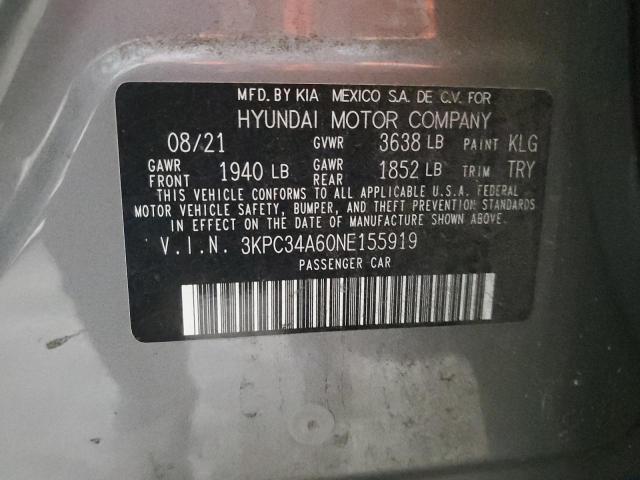 MFD. BY KIA MEXICO S.A. DE C.V. FOR
HYUNDAI MOTOR COMPANY
08/21 GVWR 3638 LB PAINT KLG
GAWR FRONT 1940 LB GAWR REAR 1852 LB TRIM TRY
THIS VEHICLE CONFORMS TO ALL APPLICABLE U.S.A. FEDERAL
MOTOR VEHICLE SAFETY, BUMPER, AND THEFT PREVENTION STANDARDS
IN EFFECT ON THE DATE OF MANUFACTURE SHOWN ABOVE.
V.I.N. 3KPC34A60NE155919
PASSENGER CAR